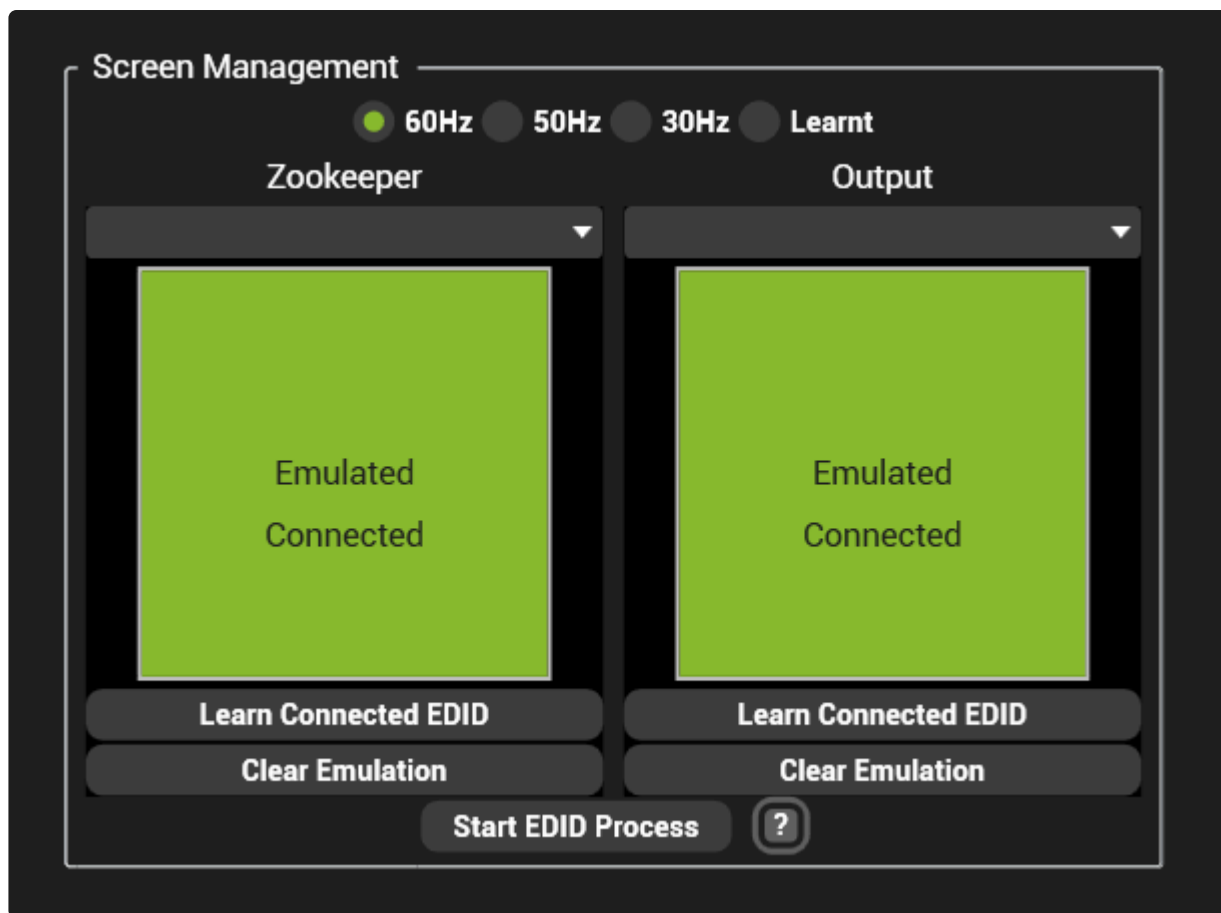 Screen Management
60Hz 50Hz 30Hz Learnt
Zookeeper Output
Emulated Emulated
Connected Connected
Learn Connected EDID Learn Connected EDID
Clear Emulation Clear Emulation
Start EDID Process ?